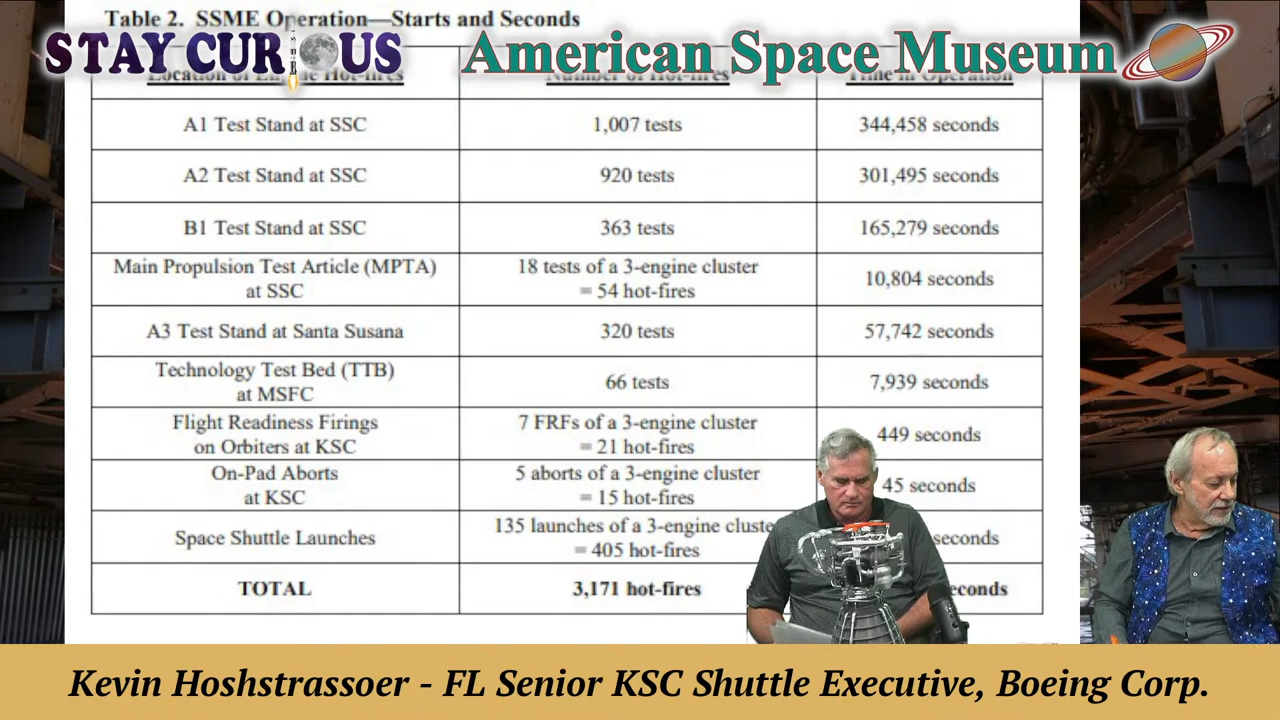 Table 2. SSME Operation—Starts and Seconds
STAY CURIOUS
American Space Museum
A1 Test Stand at SSC 1,007 tests 344,458 seconds
A2 Test Stand at SSC 920 tests 301,495 seconds
B1 Test Stand at SSC 363 tests 165,279 seconds
Main Propulsion Test Article (MPTA) 18 tests of a 3-engine cluster 10,804 seconds
at SSC = 54 hot-fires
A3 Test Stand at Santa Susana 320 tests 57,742 seconds
Technology Test Bed (TTB) 66 tests 7,939 seconds
at MSFC
Flight Readiness Firings 7 FRFs of a 3-engine cluster 449 seconds
on Orbiters at KSC = 21 hot-fires
On-Pad Aborts 5 aborts of a 3-engine cluster 45 seconds
at KSC = 15 hot-fires
Space Shuttle Launches 135 launches of a 3-engine seconds
= 405 hot-fires
TOTAL 3,171 hot-fires
Kevin Hoshstrassoer - FL Senior KSC Shuttle Executive, Boeing Corp.